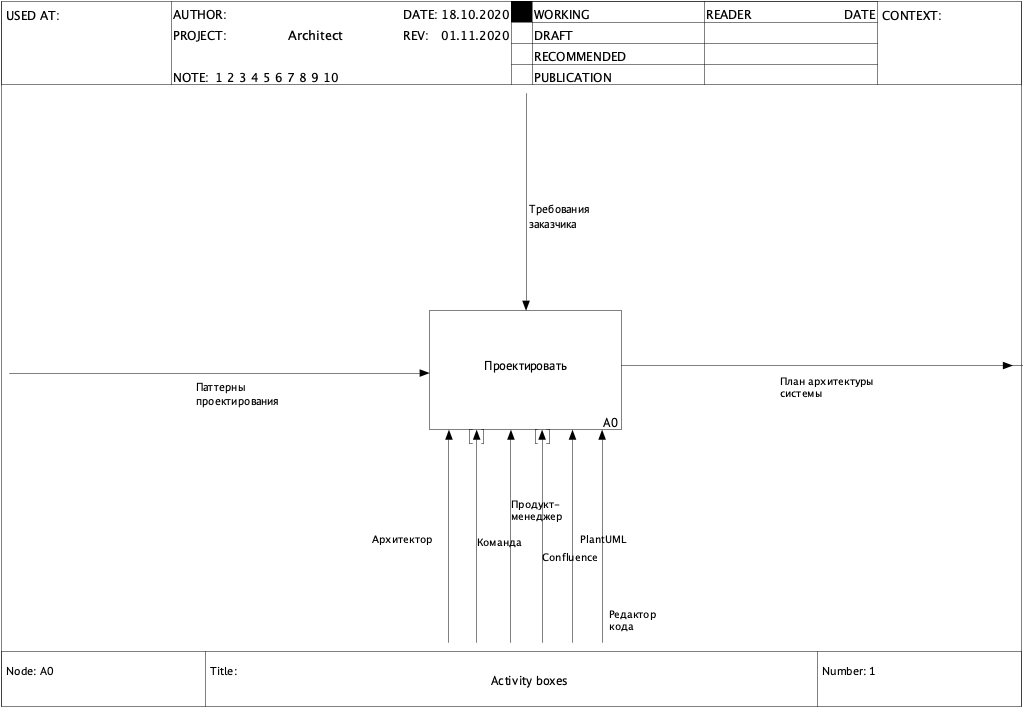 USED AT:
AUTHOR:
DATE: 18.10.2020
WORKING
READER
DATE
CONTEXT:
PROJECT:
Architect
REV: 01.11.2020
DRAFT
RECOMMENDED
NOTE: 1 2 3 4 5 6 7 8 9 10
PUBLICATION
Требования
заказчика
Проектировать
A0
Паттерны
проектирования
План архитектуры
системы
Архитектор
Команда
Продукт-
менеджер
Confluence
PlantUML
Редактор
кода
Node: A0
Title:
Activity boxes
Number: 1